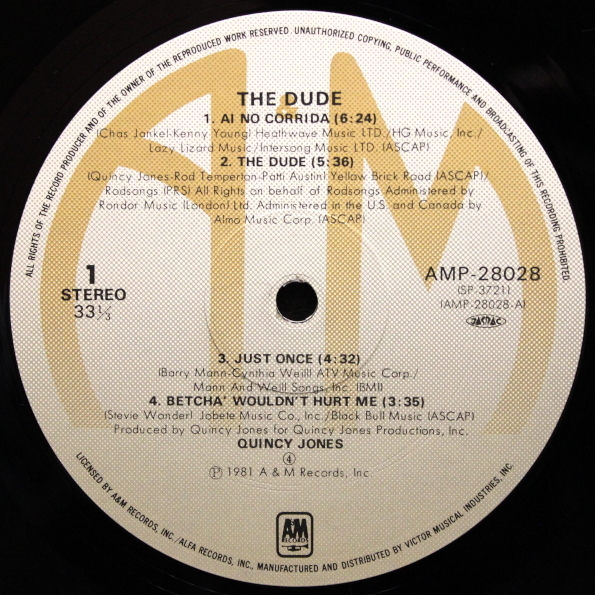 ALL RIGHTS OF THE RECORD PRODUCER AND OF THE OWNER OF THE REPRODUCED WORK RESERVED. UNAUTHORIZED COPYING, PUBLIC PERFORMANCE AND BROADCASTING OF THIS RECORDING PROHIBITED
A&M
THE DUDE
1. AI NO CORRIDA (6:24)
(Chas Jankel-Kenny Young) Heathwave Music LTD./HG Music, Inc./
Lazy Lizard Music/Intersong Music LTD. (ASCAP)
2. THE DUDE (5:36)
(Quincy Jones-Rod Temperton-Patti Austin) Yellow Brick Road (ASCAP)/
Rodsongs (PRS) All Rights on behalf of Rodsongs Administered by
Rondor Music (London) Ltd. Administered in the U.S. and Canada by
Almo Music Corp. (ASCAP)
1
STEREO
33⅓
AMP-28028
(SP-3721)
(AMP-28028-A)
JASRAC
3. JUST ONCE (4:32)
(Barry Mann-Cynthia Weill) ATV Music Corp./
Mann And Weill Songs, Inc. (BMI)
4. BETCHA' WOULDN'T HURT ME (3:35)
(Stevie Wonder) Jobete Music Co., Inc./Black Bull Music (ASCAP)
Produced by Quincy Jones for Quincy Jones Productions, Inc.
QUINCY JONES
④
Ⓟ 1981 A & M Records, Inc.
A&M
RECORDS
LICENSED BY A&M RECORDS, INC./ALFA RECORDS, INC., MANUFACTURED AND DISTRIBUTED BY VICTOR MUSICAL INDUSTRIES, INC.